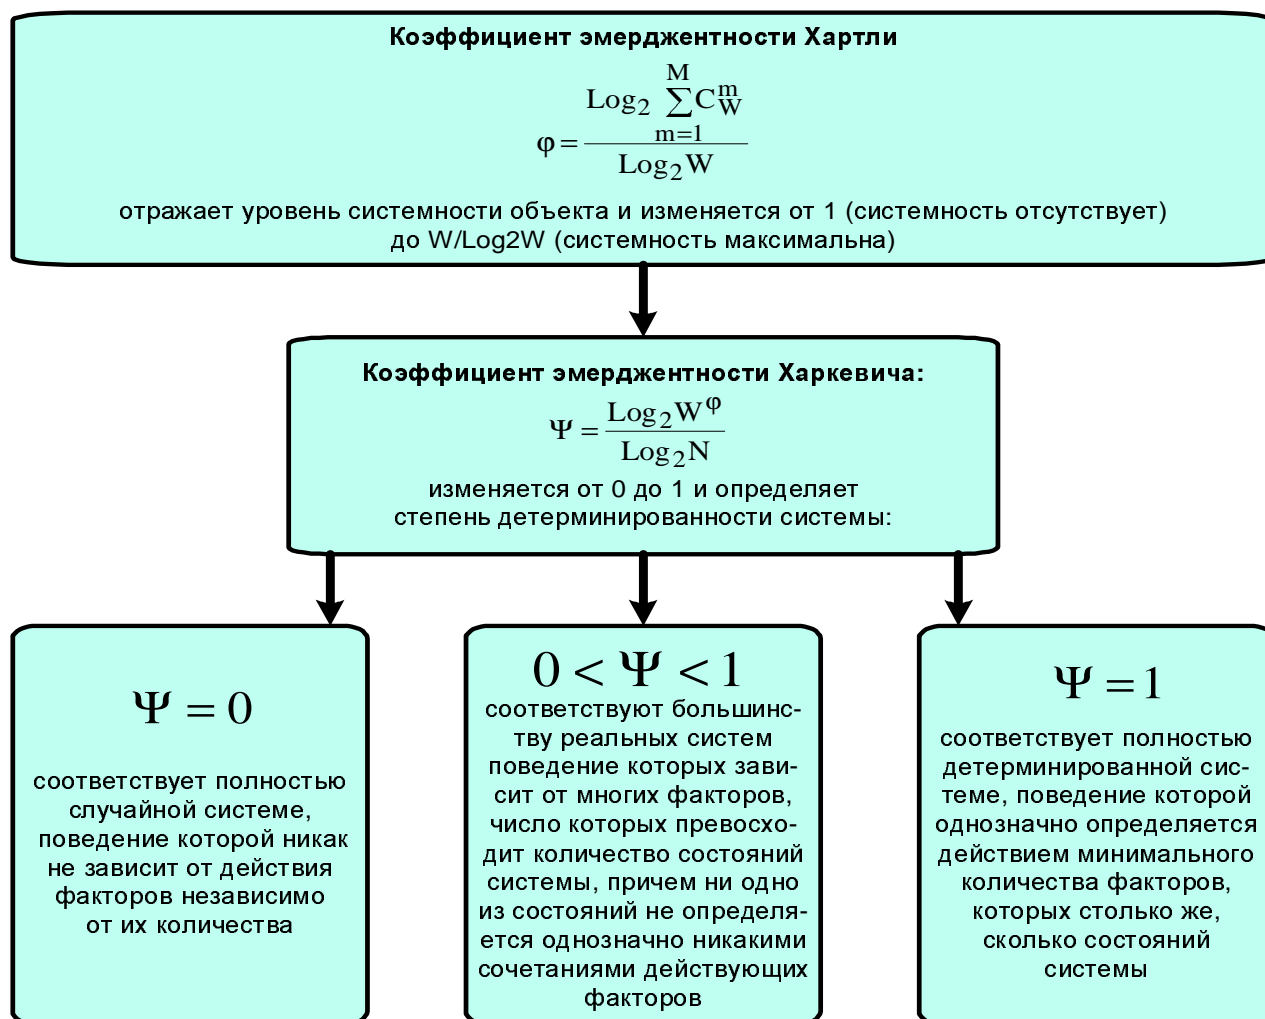 Коэффициент эмерджентности Хартли
M
Log₂ ∑ C_W^m
φ = m=1
Log₂W
отражает уровень системности объекта и изменяется от 1 (системность отсутствует)
до W/Log2W (системность максимальна)
Коэффициент эмерджентности Харкевича:
Log₂W^φ
Ψ =
Log₂N
изменяется от 0 до 1 и определяет
степень детерминированности системы:
Ψ = 0
соответствует полностью
случайной системе,
поведение которой никак
не зависит от действия
факторов независимо
от их количества
0 < Ψ < 1
соответствуют большинс-
тву реальных систем
поведение которых зави-
сит от многих факторов,
число которых превосхо-
дит количество состояний
системы, причем ни одно
из состояний не определя-
ется однозначно никакими
сочетаниями действующих
факторов
Ψ = 1
соответствует полностью
детерминированной сис-
теме, поведение которой
однозначно определяется
действием минимального
количества факторов,
которых столько же,
сколько состояний
системы